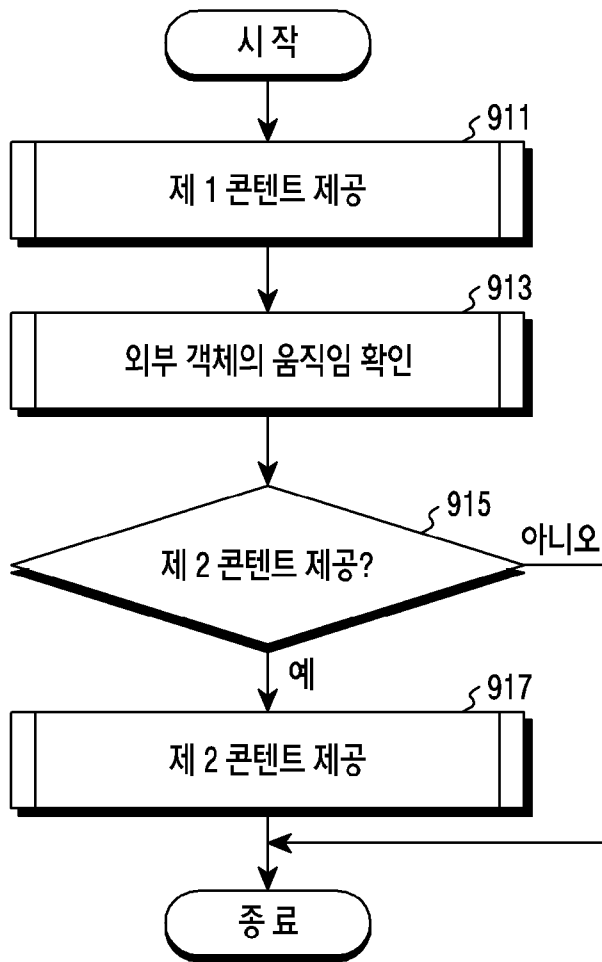 시 작
911
제 1 콘텐트 제공
913
외부 객체의 움직임 확인
915
제 2 콘텐트 제공?
아니오
예
917
제 2 콘텐트 제공
종 료